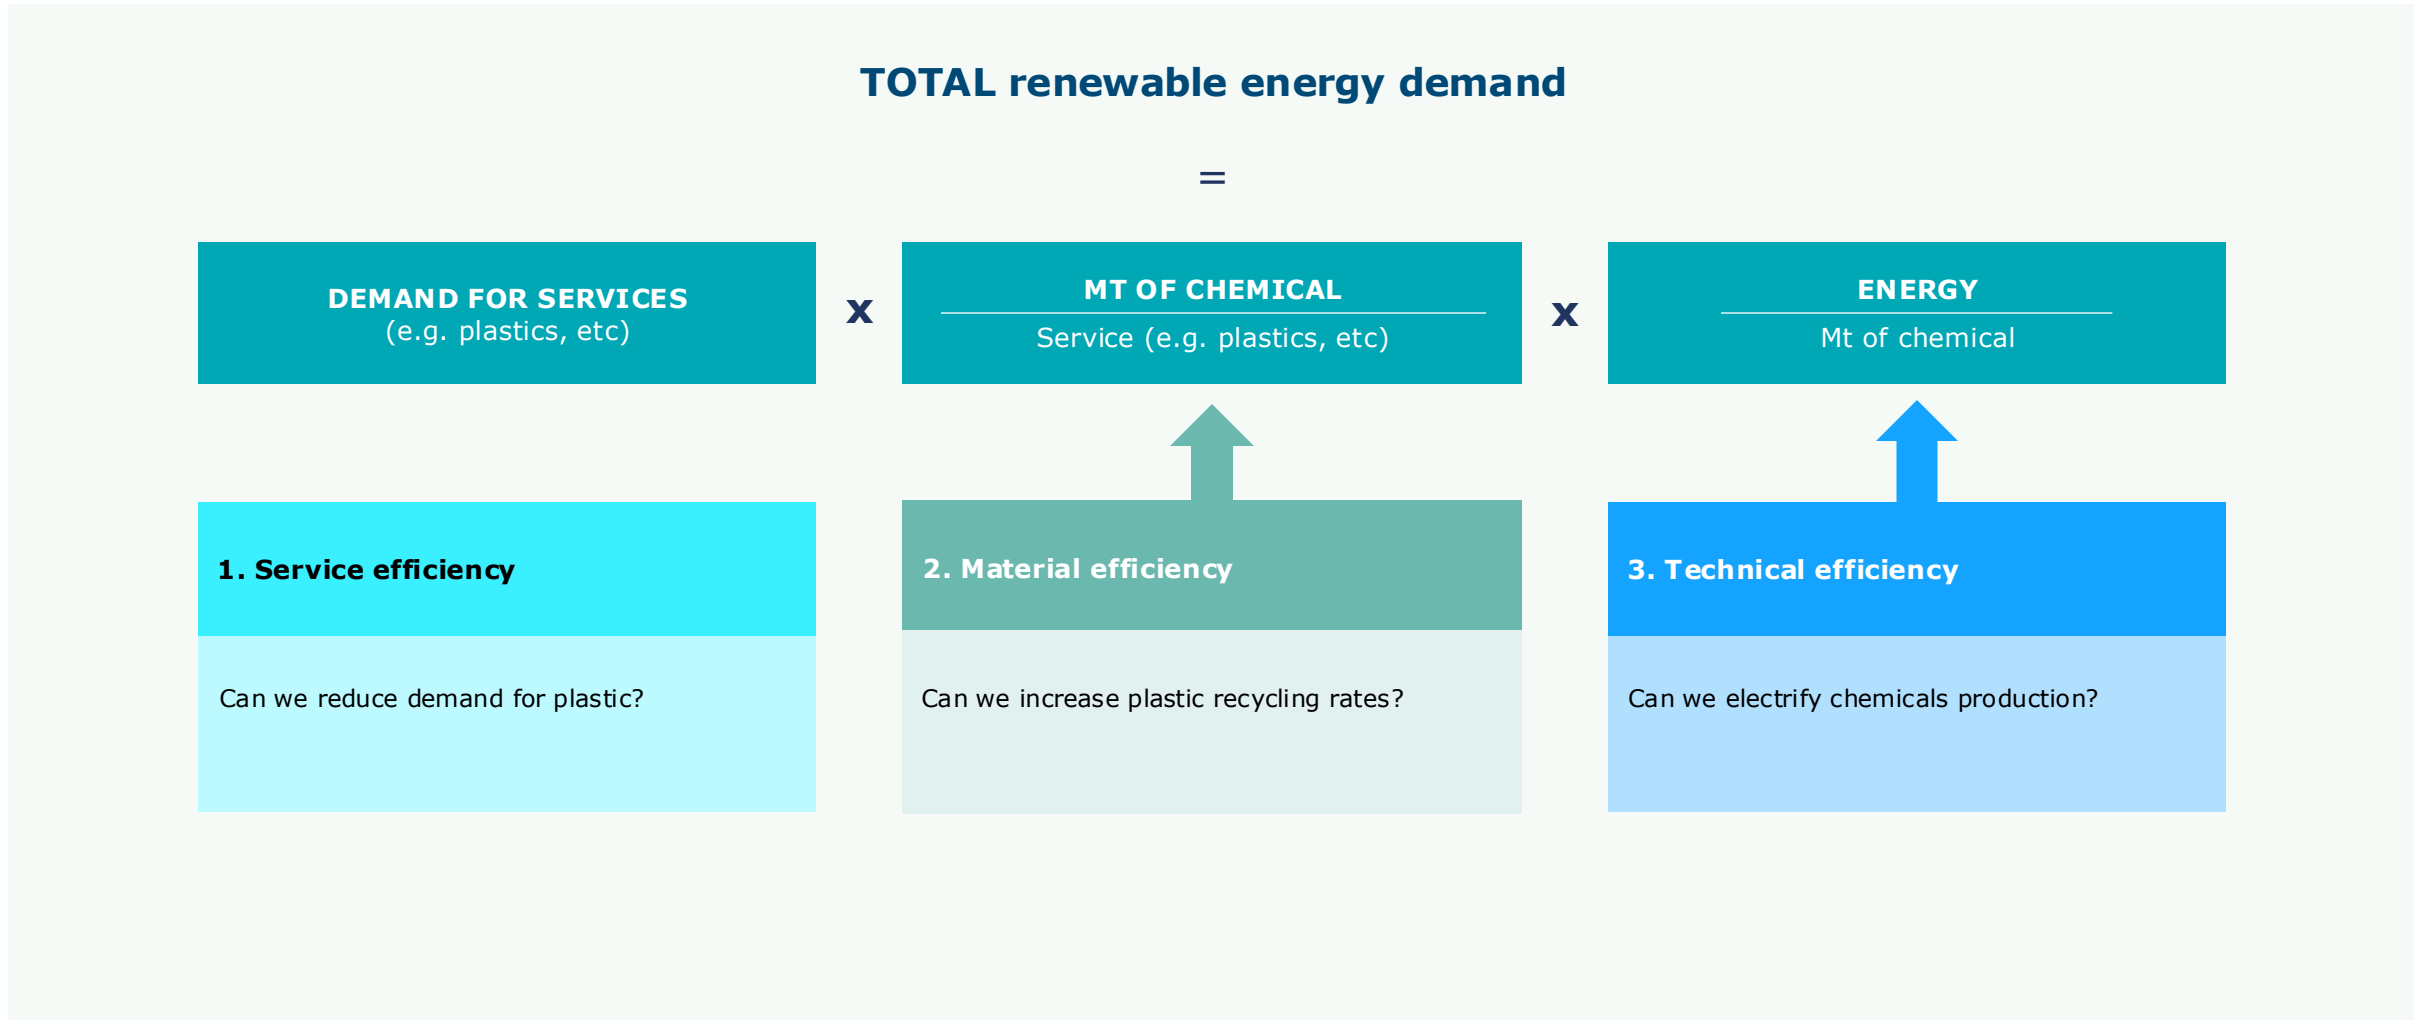 TOTAL renewable energy demand
=
DEMAND FOR SERVICES
(e.g. plastics, etc)
x
MT OF CHEMICAL
Service (e.g. plastics, etc)
x
ENERGY
Mt of chemical
1. Service efficiency
Can we reduce demand for plastic?
2. Material efficiency
Can we increase plastic recycling rates?
3. Technical efficiency
Can we electrify chemicals production?